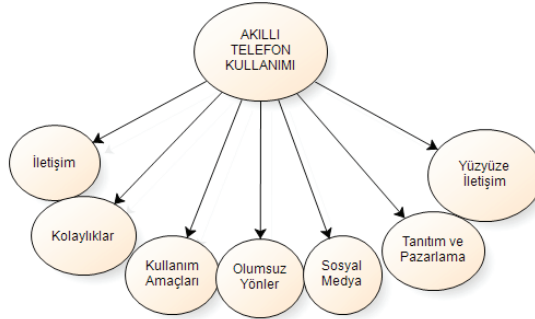 AKILLI
TELEFON
KULLANIMI
İletişim
Kolaylıklar
Kullanım
Amaçları
Olumsuz
Yönler
Sosyal
Medya
Tanıtım ve
Pazarlama
Yüzyüze
İletişim